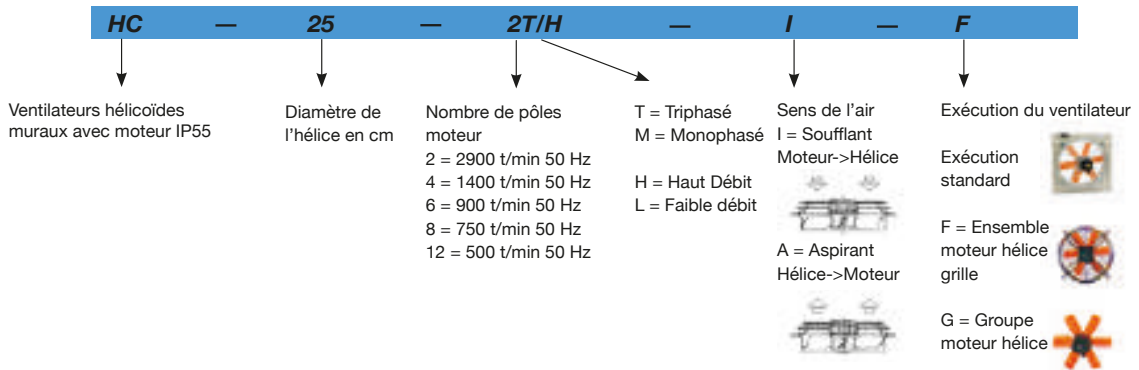 HC — 25 — 2T/H — I — F
Ventilateurs hélicoïdes
muraux avec moteur IP55
Diamètre de
l'hélice en cm
Nombre de pôles
moteur
2 = 2900 t/min 50 Hz
4 = 1400 t/min 50 Hz
6 = 900 t/min 50 Hz
8 = 750 t/min 50 Hz
12 = 500 t/min 50 Hz
T = Triphasé
M = Monophasé
H = Haut Débit
L = Faible débit
Sens de l'air
I = Soufflant
Moteur->Hélice
A = Aspirant
Hélice->Moteur
Exécution du ventilateur
Exécution
standard
F = Ensemble
moteur hélice
grille
G = Groupe
moteur hélice